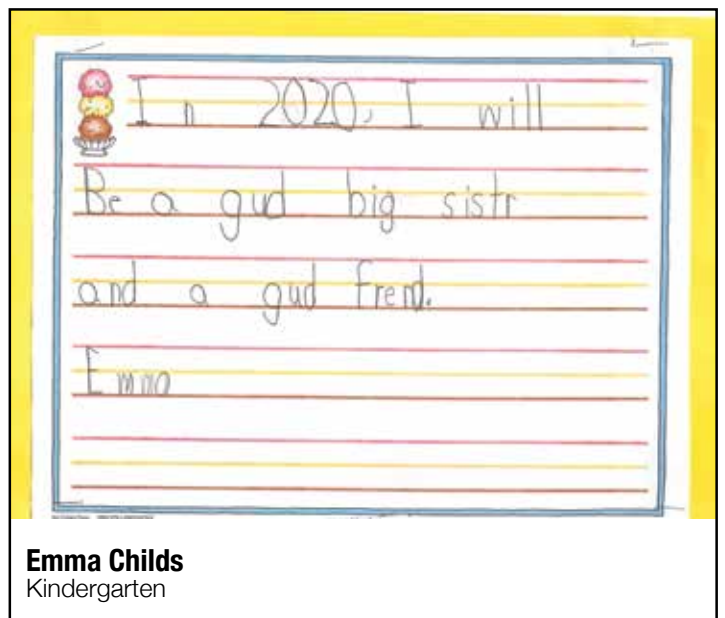 In 2020, I will
Be a gud big sistr
and a gud frend.
Emma
Emma Childs
Kindergarten